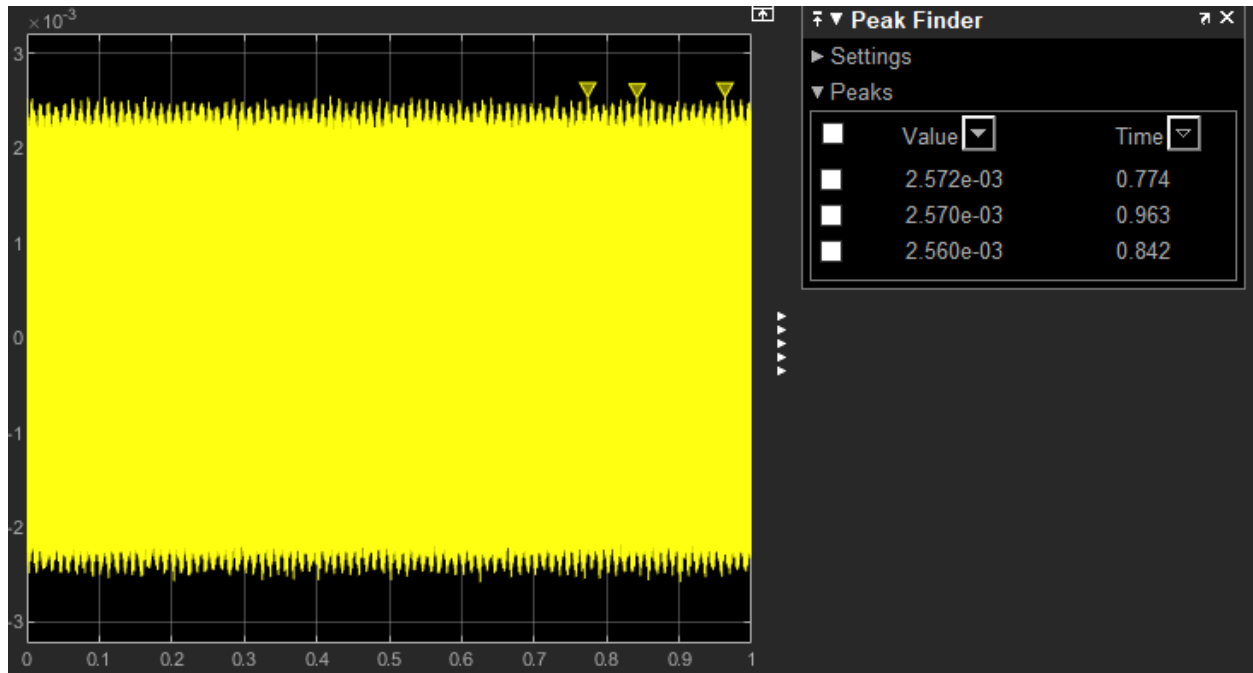 ×10⁻³
3
2
1
0
-1
-2
-3
0 0.1 0.2 0.3 0.4 0.5 0.6 0.7 0.8 0.9 1
Peak Finder
Settings
Peaks
Value Time
2.572e-03 0.774
2.570e-03 0.963
2.560e-03 0.842